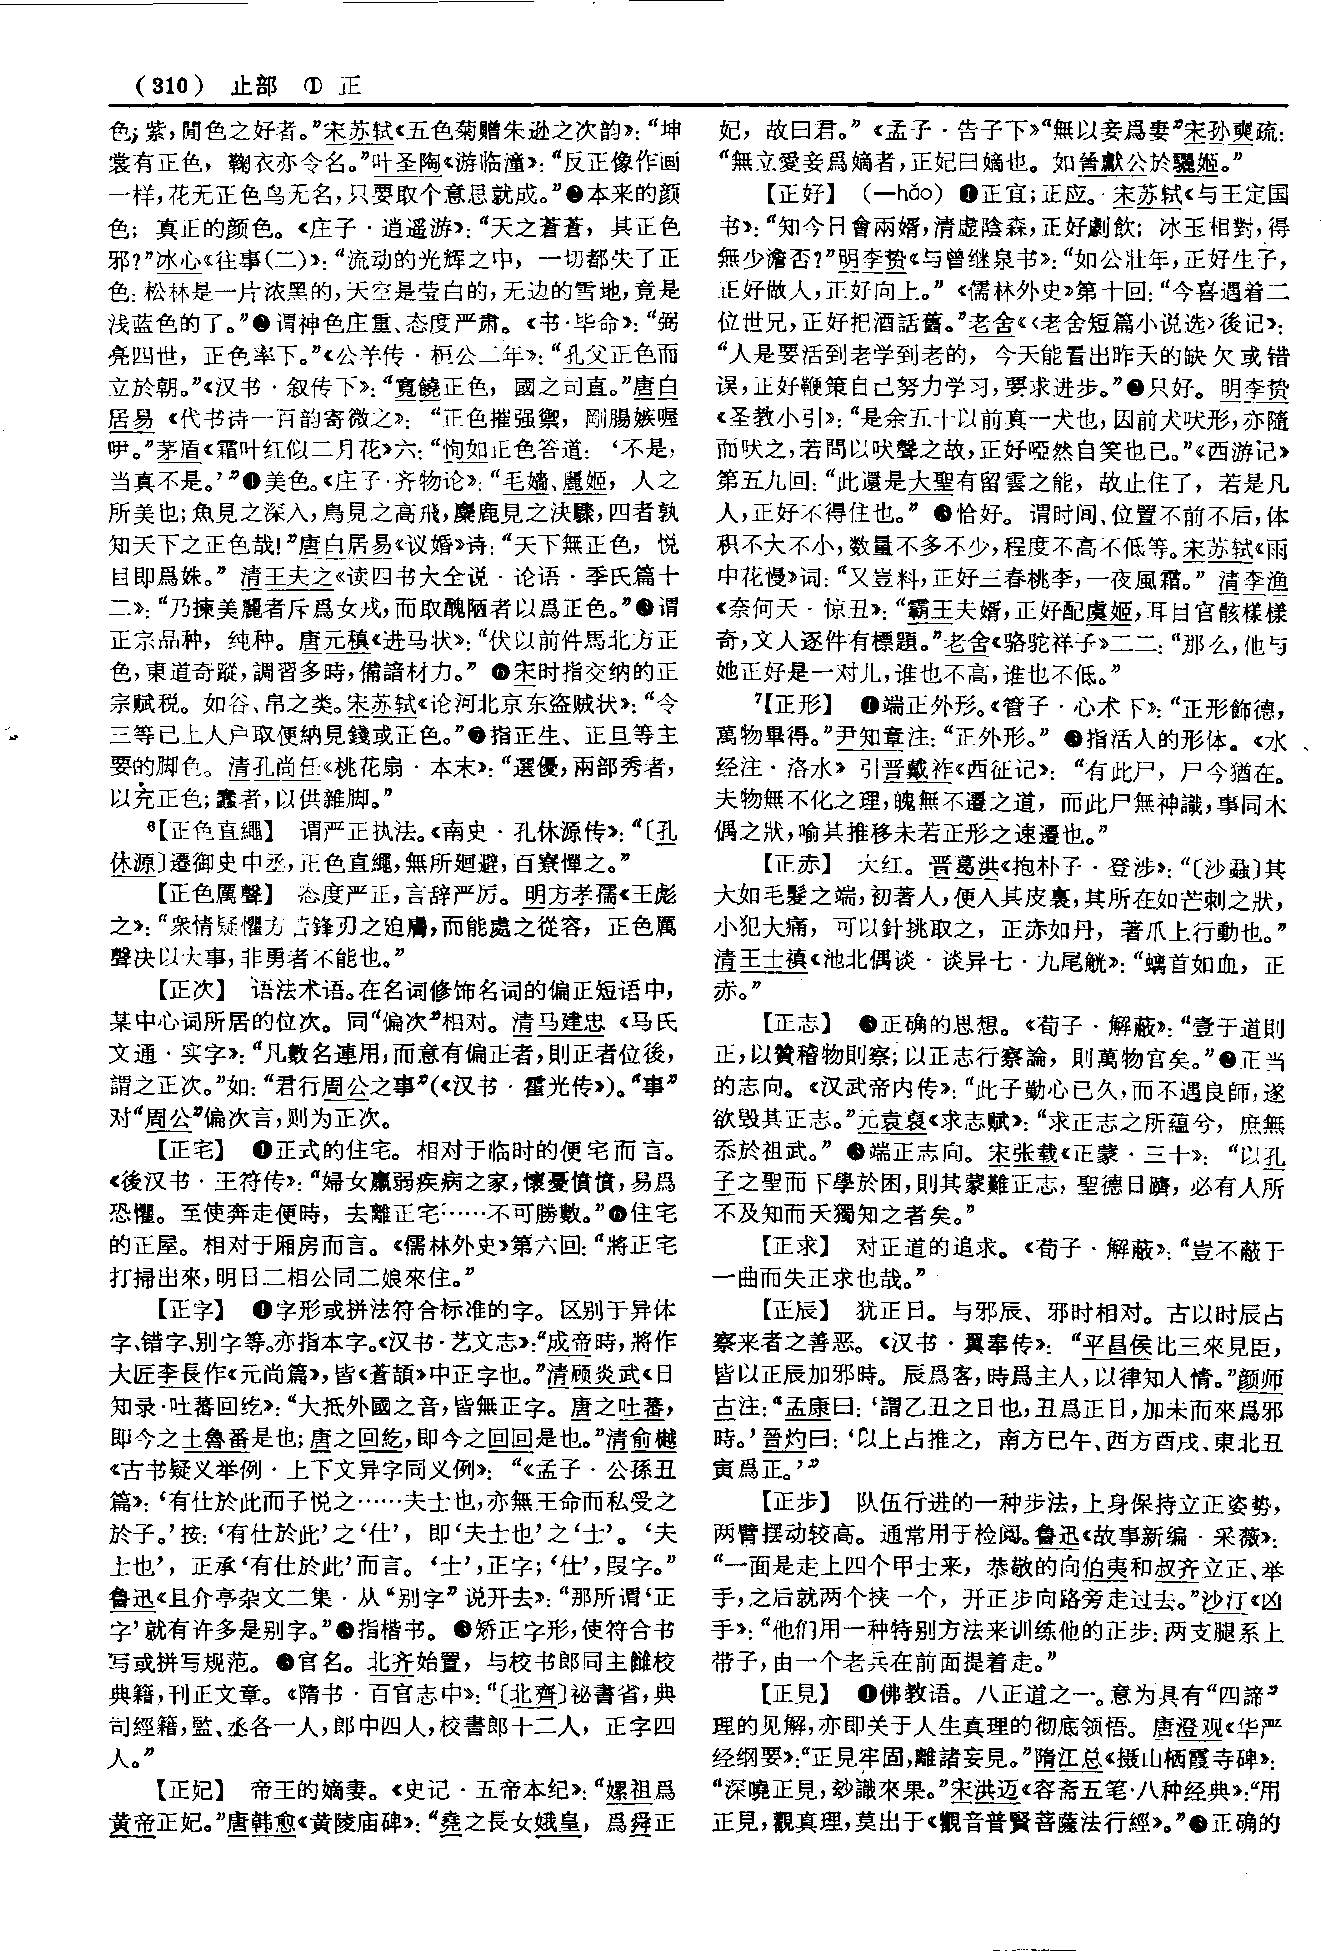 (310) 止部 ① 正
色；紫，間色之好者。”宋苏轼《五色菊赠朱逊之次韵》：“坤
裳有正色，鞠衣亦令名。”叶圣陶《游临潼》：“反正像作画
一样，花无正色鸟无名，只要取个意思就成。”❷本来的颜
色；真正的颜色。《庄子·逍遥游》：“天之蒼蒼，其正色
邪？”冰心《往事(二)》：“流动的光辉之中，一切都失了正
色：松林是一片浓黑的，天空是莹白的，无边的雪地，竟是
浅蓝色的了。”❸谓神色庄重、态度严肃。《书·毕命》：“弼
亮四世，正色率下。”《公羊传·桓公二年》：“孔父正色而
立於朝。”《汉书·叙传下》：“寬饒正色，國之司直。”唐白
居易《代书诗一百韵寄微之》：“正色摧强禦，剛腸嫉喔
咿。”茅盾《霜叶红似二月花》六：“恂如正色答道：‘不是，
当真不是。’”❹美色。《庄子·齐物论》：“毛嬙、麗姬，人之
所美也；魚見之深入，鳥見之高飛，麋鹿見之決驟，四者孰
知天下之正色哉！”唐白居易《议婚》诗：“天下無正色，悦
目即爲姝。”清王夫之《读四书大全说·论语·季氏篇十
二》：“乃揀美麗者斥爲女戎，而取醜陋者以爲正色。”❺谓
正宗品种，纯种。唐元稹《进马状》：“伏以前件馬北方正
色，東道奇蹤，調習多時，備諳材力。”❻宋时指交纳的正
宗赋税。如谷、帛之类。宋苏轼《论河北京东盗贼状》：“令
三等已上人户取便納見錢或正色。”❼指正生、正旦等主
要的脚色。清孔尚任《桃花扇·本末》：“選優，兩部秀者，
以充正色；蠢者，以供雜脚。”
⁶【正色直繩】 谓严正执法。《南史·孔休源传》：“〔孔
休源〕遷御史中丞，正色直繩，無所廻避，百寮憚之。”
【正色厲聲】 态度严正，言辞严厉。明方孝孺《王彪
之》：“衆情疑懼方 鋒刃之迫膚，而能處之從容，正色厲
聲决以大事，非勇者不能也。”
【正次】 语法术语。在名词修饰名词的偏正短语中，
某中心词所居的位次。同“偏次”相对。清马建忠《马氏
文通·实字》：“凡數名連用，而意有偏正者，則正者位後，
謂之正次。”如：“君行周公之事”(《汉书·霍光传》)。“事”
对“周公”偏次言，则为正次。
【正宅】 ❶正式的住宅。相对于临时的便宅而言。
《後汉书·王符传》：“婦女羸弱疾病之家，懷憂憤憤，易爲
恐懼。至使奔走便時，去離正宅……不可勝數。”❷住宅
的正屋。相对于厢房而言。《儒林外史》第六回：“將正宅
打掃出來，明日二相公同二娘來住。”
【正字】 ❶字形或拼法符合标准的字。区别于异体
字、错字、别字等。亦指本字。《汉书·艺文志》：“成帝時，將作
大匠李長作《元尚篇》，皆《蒼頡》中正字也。”清顾炎武《日
知录·吐蕃回纥》：“大抵外國之音，皆無正字。唐之吐蕃，
即今之土魯番是也；唐之回紇，即今之回回是也。”清俞樾
《古书疑义举例·上下文异字同义例》：“《孟子·公孫丑
篇》：‘有仕於此而子悦之……夫士也，亦無王命而私受之
於子。’按：‘有仕於此’之‘仕’，即‘夫士也’之‘士’。‘夫
士也’，正承‘有仕於此’而言。‘士’，正字；‘仕’，叚字。”
鲁迅《且介亭杂文二集·从“别字”说开去》：“那所谓‘正
字’就有许多是别字。”❷指楷书。❸矫正字形，使符合书
写或拼写规范。❹官名。北齐始置，与校书郎同主雠校
典籍，刊正文章。《隋书·百官志中》：“〔北齊〕祕書省，典
司經籍，監、丞各一人，郎中四人，校書郎十二人，正字四
人。”
【正妃】 帝王的嫡妻。《史记·五帝本纪》：“嫘祖爲
黄帝正妃。”唐韩愈《黄陵庙碑》：“堯之長女娥皇，爲舜正
妃，故曰君。”《孟子·告子下》“無以妾爲妻”宋孙奭疏：
“無立愛妾爲嫡者，正妃曰嫡也。如晉獻公於驪姬。”
【正好】 (—hǎo) ❶正宜；正应。宋苏轼《与王定国
书》：“知今日會兩婿，清虚陰森，正好劇飲；冰玉相對，得
無少澹否？”明李贽《与曾继泉书》：“如公壯年，正好生子，
正好做人，正好向上。”《儒林外史》第十回：“今喜遇着二
位世兄，正好把酒話舊。”老舍《〈老舍短篇小说选〉後记》：
“人是要活到老学到老的，今天能看出昨天的缺欠或错
误，正好鞭策自己努力学习，要求进步。”❷只好。明李贽
《圣教小引》：“是余五十以前真一犬也，因前犬吠形，亦隨
而吠之，若問以吠聲之故，正好啞然自笑也已。”《西游记》
第五九回：“此還是大聖有留雲之能，故止住了，若是凡
人，正好不得住也。”❸恰好。谓时间、位置不前不后，体
积不大不小，数量不多不少，程度不高不低等。宋苏轼《雨
中花慢》词：“又豈料，正好三春桃李，一夜風霜。”清李渔
《奈何天·惊丑》：“霸王夫婿，正好配虞姬，耳目官骸樣樣
奇，文人逐件有標題。”老舍《骆驼祥子》二二：“那么，他与
她正好是一对儿，谁也不高，谁也不低。”
⁷【正形】 ❶端正外形。《管子·心术下》：“正形飾德，
萬物畢得。”尹知章注：“正外形。”❷指活人的形体。《水
经注·洛水》引晋戴祚《西征记》：“有此尸，尸今猶在。
夫物無不化之理，魄無不遷之道，而此尸無神識，事同木
偶之狀，喻其推移未若正形之速遷也。”
【正赤】 大红。晋葛洪《抱朴子·登涉》：“〔沙蝨〕其
大如毛髮之端，初著人，便入其皮裏，其所在如芒刺之狀，
小犯大痛，可以針挑取之，正赤如丹，著爪上行動也。”
清王士禛《池北偶谈·谈异七·九尾觥》：“螭首如血，正
赤。”
【正志】 ❶正确的思想。《荀子·解蔽》：“壹于道則
正，以贊稽物則察；以正志行察論，則萬物官矣。”❷正当
的志向。《汉武帝内传》：“此子勤心已久，而不遇良師，遂
欲毁其正志。”元袁裒《求志赋》：“求正志之所蕴兮，庶無
忝於祖武。”❸端正志向。宋张载《正蒙·三十》：“以孔
子之聖而下學於困，則其蒙難正志，聖德日躋，必有人所
不及知而天獨知之者矣。”
【正求】 对正道的追求。《荀子·解蔽》：“豈不蔽于
一曲而失正求也哉。”
【正辰】 犹正日。与邪辰、邪时相对。古以时辰占
察来者之善恶。《汉书·翼奉传》：“平昌侯比三來見臣，
皆以正辰加邪時。辰爲客，時爲主人，以律知人情。”颜师
古注：“孟康曰：‘謂乙丑之日也，丑爲正日，加未而來爲邪
時。’晉灼曰：‘以上占推之，南方巳午、西方酉戌、東北丑
寅爲正。’”
【正步】 队伍行进的一种步法，上身保持立正姿势，
两臂摆动较高。通常用于检阅。鲁迅《故事新编·采薇》：
“一面是走上四个甲士来，恭敬的向伯夷和叔齐立正、举
手，之后就两个挟一个，开正步向路旁走过去。”沙汀《凶
手》：“他们用一种特别方法来训练他的正步：两支腿系上
带子，由一个老兵在前面提着走。”
【正見】 ❶佛教语。八正道之一。意为具有“四諦”
理的见解，亦即关于人生真理的彻底领悟。唐澄观《华严
经纲要》：“正見牢固，離諸妄見。”隋江总《摄山栖霞寺碑》：
“深曉正見，妙識來果。”宋洪迈《容斋五笔·八种经典》：“用
正見，觀真理，莫出于《觀音普賢菩薩法行經》。”❷正确的